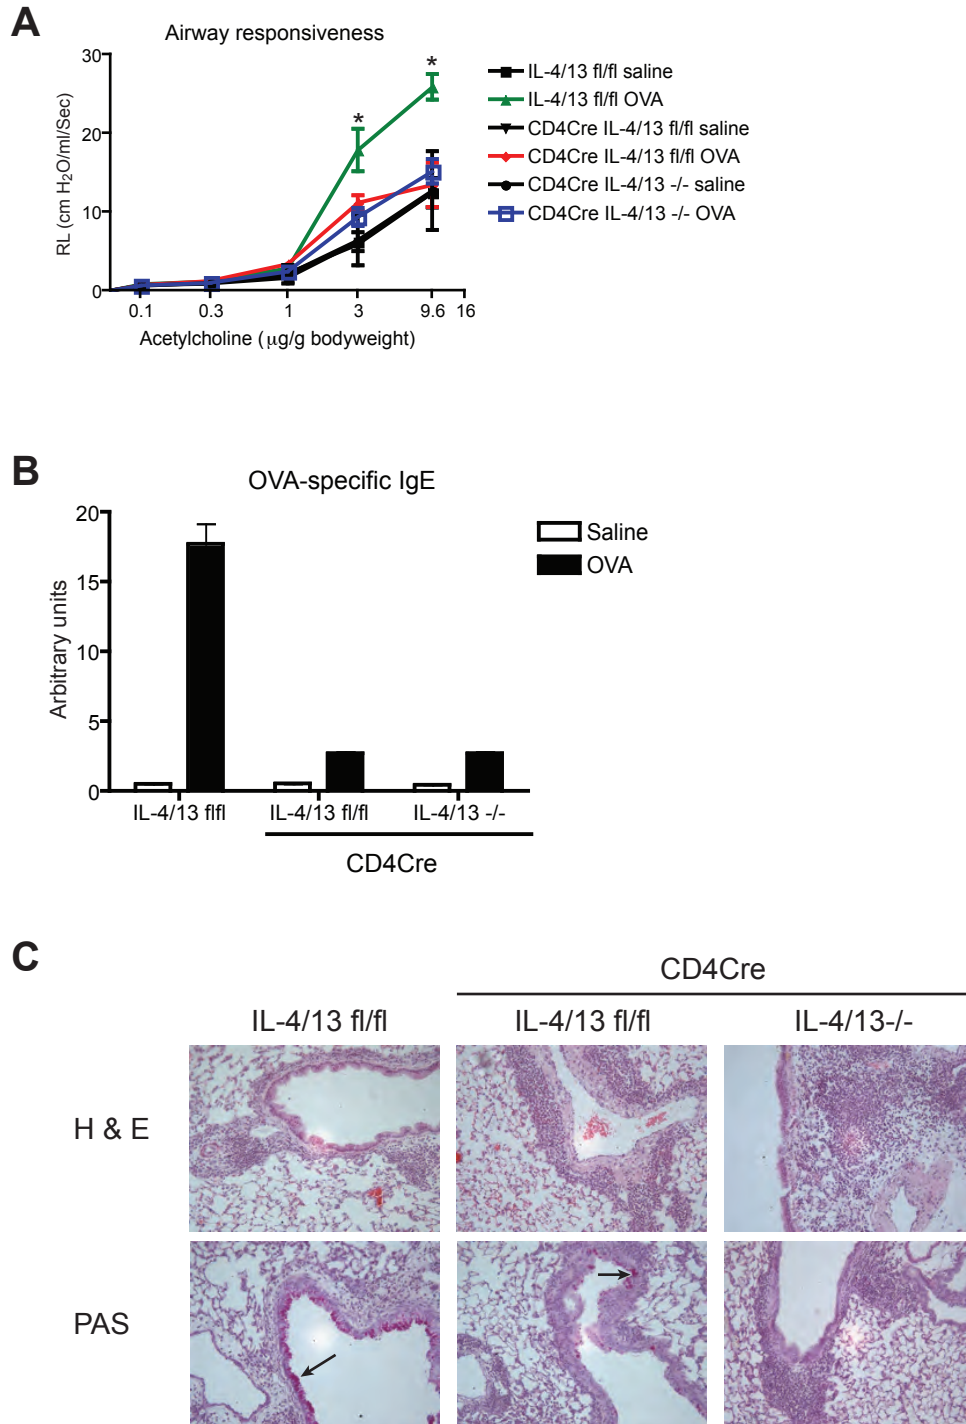 A
Airway responsiveness
30
20
10
0
RL (cm H2O/ml/Sec)
0.1 0.3 1 3 9.6 16
Acetylcholine (μg/g bodyweight)
*
*
IL-4/13 fl/fl saline
IL-4/13 fl/fl OVA
CD4Cre IL-4/13 fl/fl saline
CD4Cre IL-4/13 fl/fl OVA
CD4Cre IL-4/13 -/- saline
CD4Cre IL-4/13 -/- OVA
B
OVA-specific IgE
20
15
10
5
0
Arbitrary units
Saline
OVA
IL-4/13 flfl IL-4/13 fl/fl IL-4/13 -/-
CD4Cre
C
CD4Cre
IL-4/13 fl/fl IL-4/13 fl/fl IL-4/13-/-
H & E
PAS